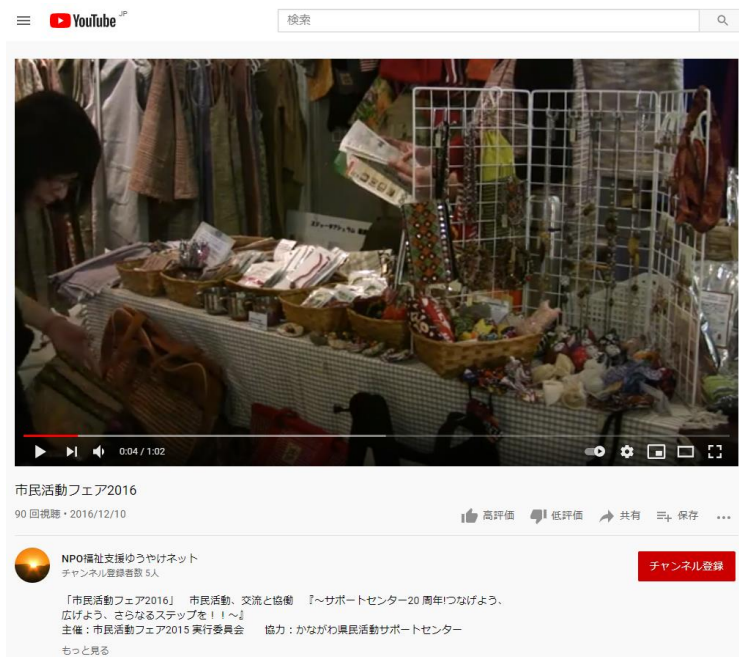 YouTube JP
検索
0:04 / 1:02
市民活動フェア2016
90 回視聴・2016/12/10
高評価
低評価
共有
保存
NPO福祉支援ゆうやけネット
チャンネル登録者数 5人
チャンネル登録
「市民活動フェア2016」　市民活動、交流と協働　『～サポートセンター20 周年!つなげよう、
広げよう、さらなるステップを！！～』
主催：市民活動フェア2015 実行委員会　　協力：かながわ県民活動サポートセンター
もっと見る